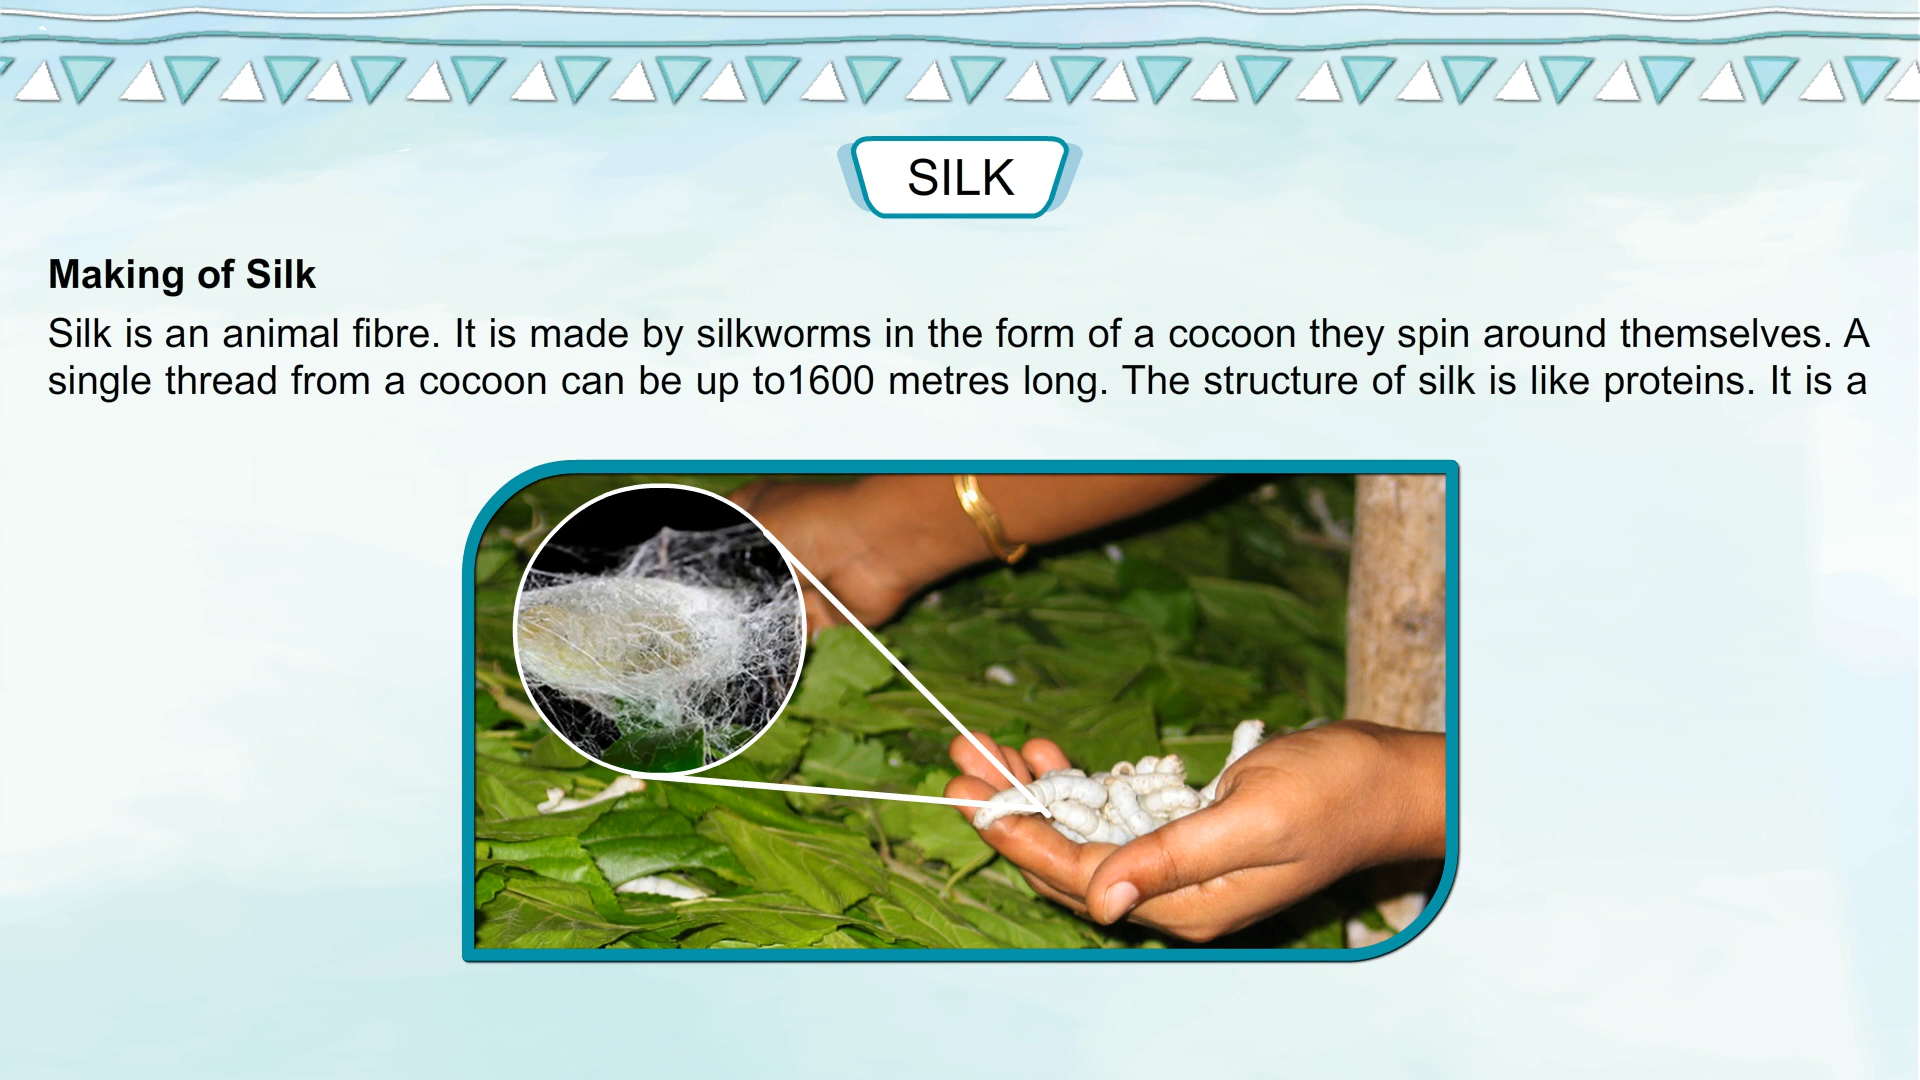 SILK
Making of Silk
Silk is an animal fibre. It is made by silkworms in the form of a cocoon they spin around themselves. A
single thread from a cocoon can be up to1600 metres long. The structure of silk is like proteins. It is a